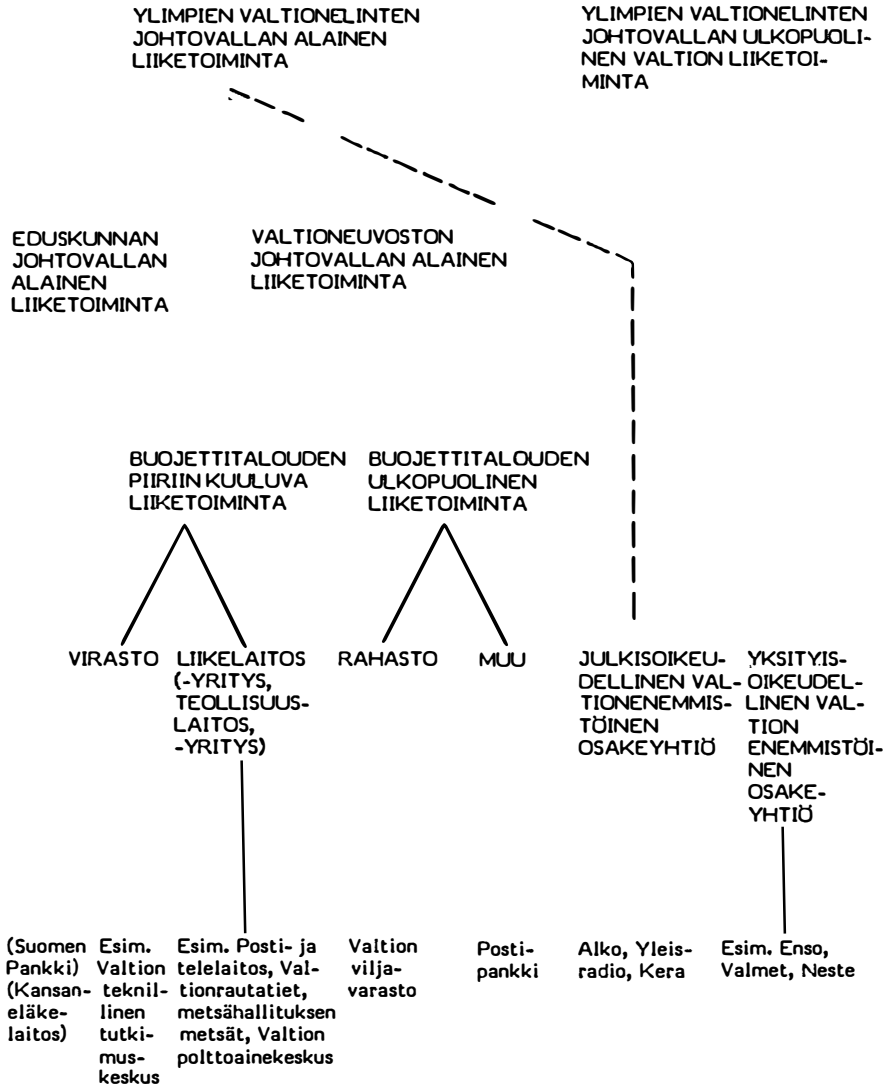 YLIMPIEN VALTIONELINTEN
JOHTOVALLAN ALAINEN
LIIKETOIMINTA
YLIMPIEN VALTIONELINTEN
JOHTOVALLAN ULKOPUOLI-
NEN VALTION LIIKETOI-
MINTA
EDUSKUNNAN
JOHTOVALLAN
ALAINEN
LIIKETOIMINTA
VALTIONEUVOSTON
JOHTOVALLAN ALAINEN
LIIKETOIMINTA
BUOJETTITALOUDEN
PIIRIIN KUULUVA
LIIKETOIMINTA
BUOJETTITALOUDEN
ULKOPUOLINEN
LIIKETOIMINTA
VIRASTO
LIIKELAITOS
(-YRITYS,
TEOLLISUUS-
LAITOS,
-YRITYS)
RAHASTO
MUU
JULKISOIKEU-
DELLINEN VAL-
TIONENEMMIS-
TÖINEN
OSAKEYHTIÖ
YKSITYIS-
OIKEUDEL-
LINEN VAL-
TION
ENEMMISTÖI-
NEN
OSAKE-
YHTIÖ
(Suomen
Pankki)
(Kansan-
eläke-
laitos)
Esim.
Valtion
teknil-
linen
tutki-
mus-
keskus
Esim. Posti- ja
telelaitos, Val-
tionrautatiet,
metsähallituksen
metsät, Valtion
polttoainekeskus
Valtion
vilja-
varasto
Posti-
pankki
Alko, Yleis-
radio, Kera
Esim. Enso,
Valmet, Neste